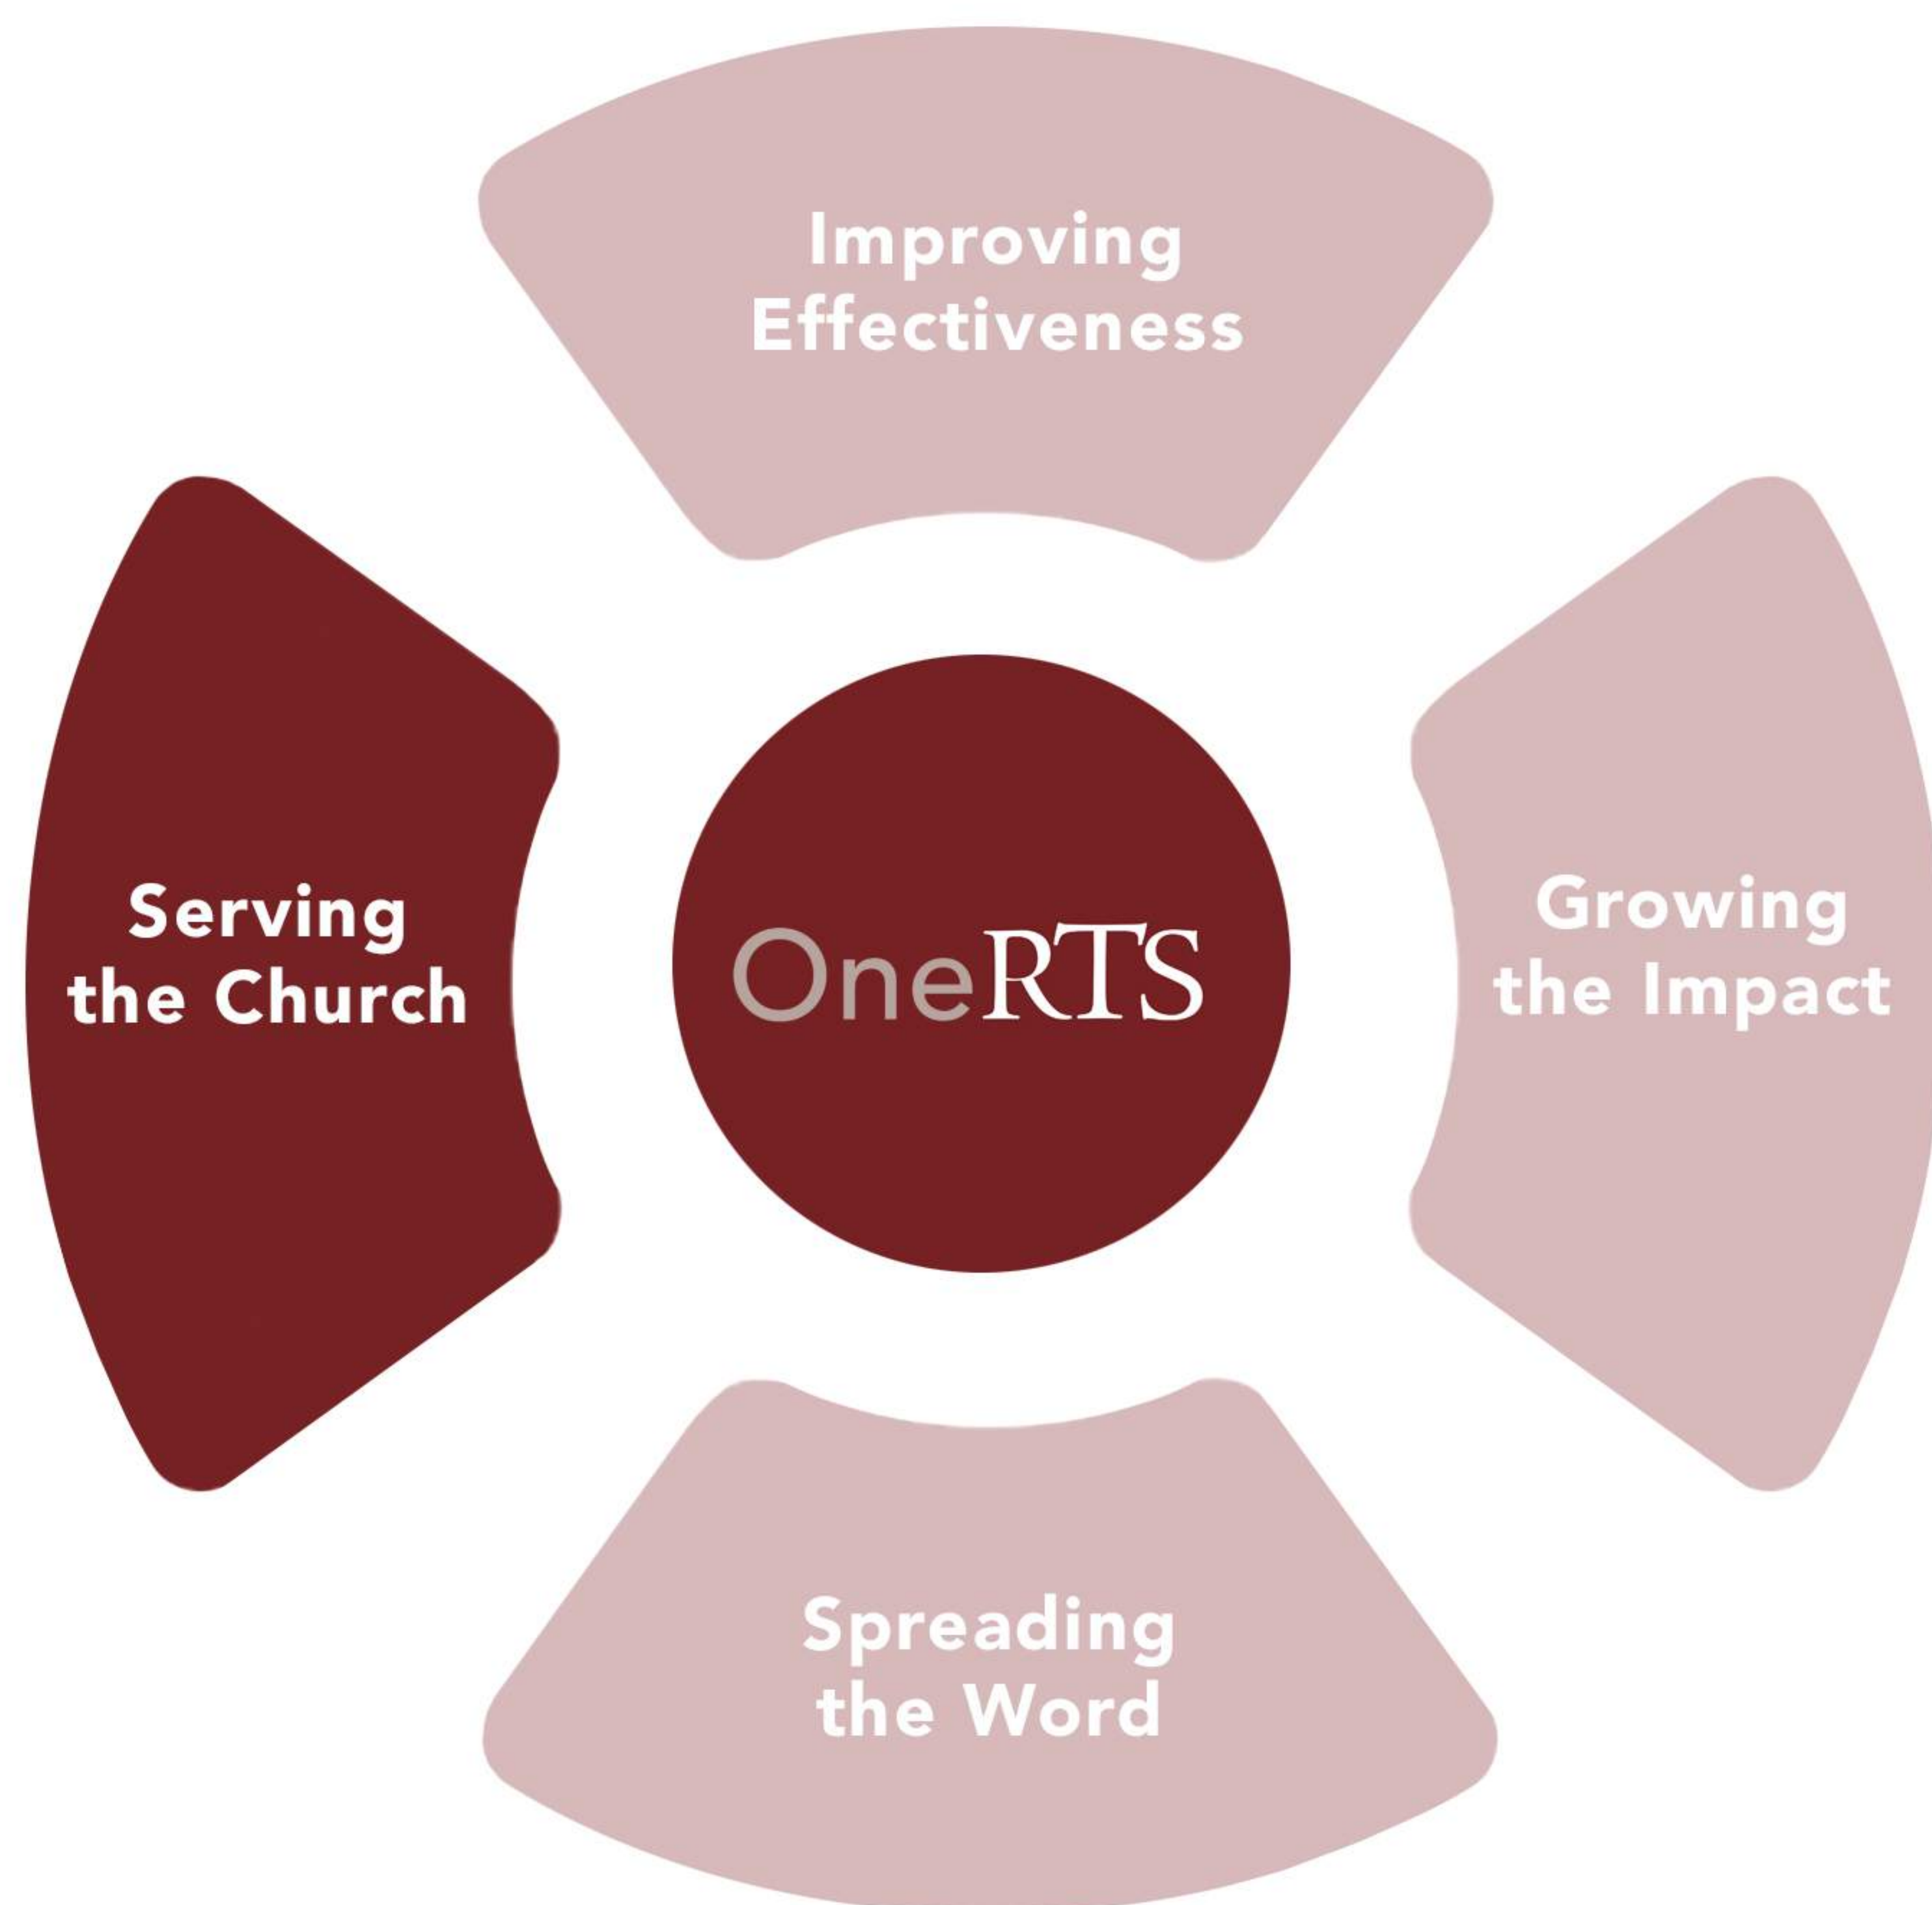 Improving
Effectiveness
Serving
the Church
OneRTS
Growing
the Impact
Spreading
the Word